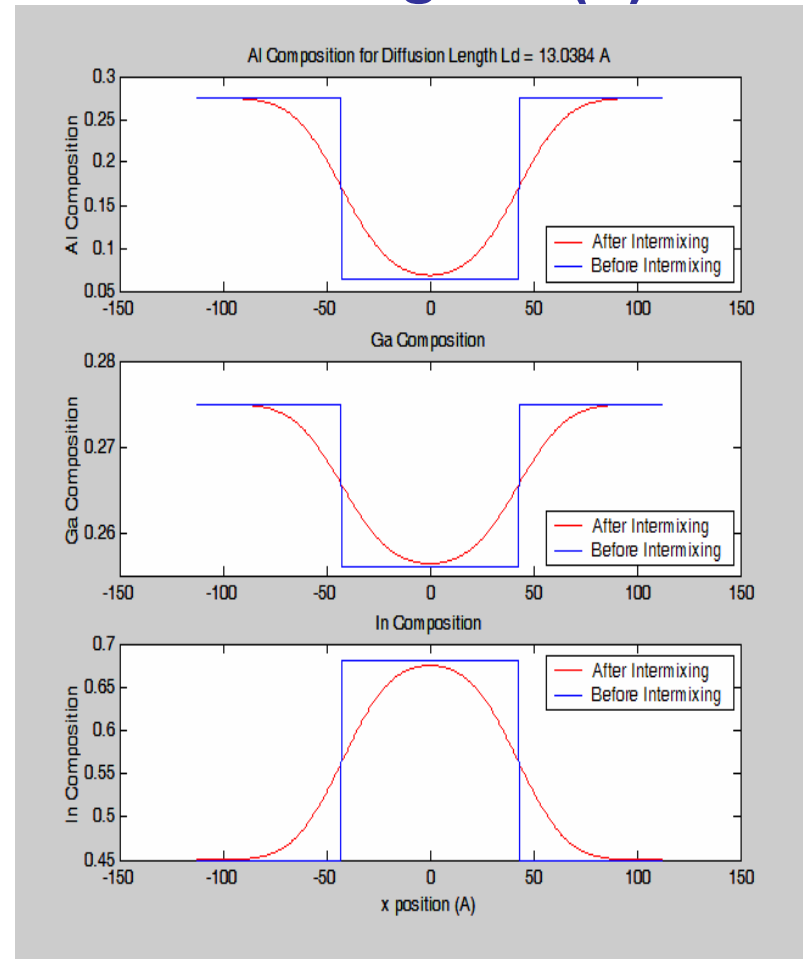 Al Composition for Diffusion Length Ld = 13.0384 A
0.3
0.25
0.2
0.15
0.1
0.05
Al Composition
After Intermixing
Before Intermixing
-150 -100 -50 0 50 100 150
Ga Composition
0.28
0.27
0.26
Ga Composition
After Intermixing
Before Intermixing
-150 -100 -50 0 50 100 150
In Composition
0.7
0.65
0.6
0.55
0.5
0.45
In Composition
After Intermixing
Before Intermixing
-150 -100 -50 0 50 100 150
x position (A)